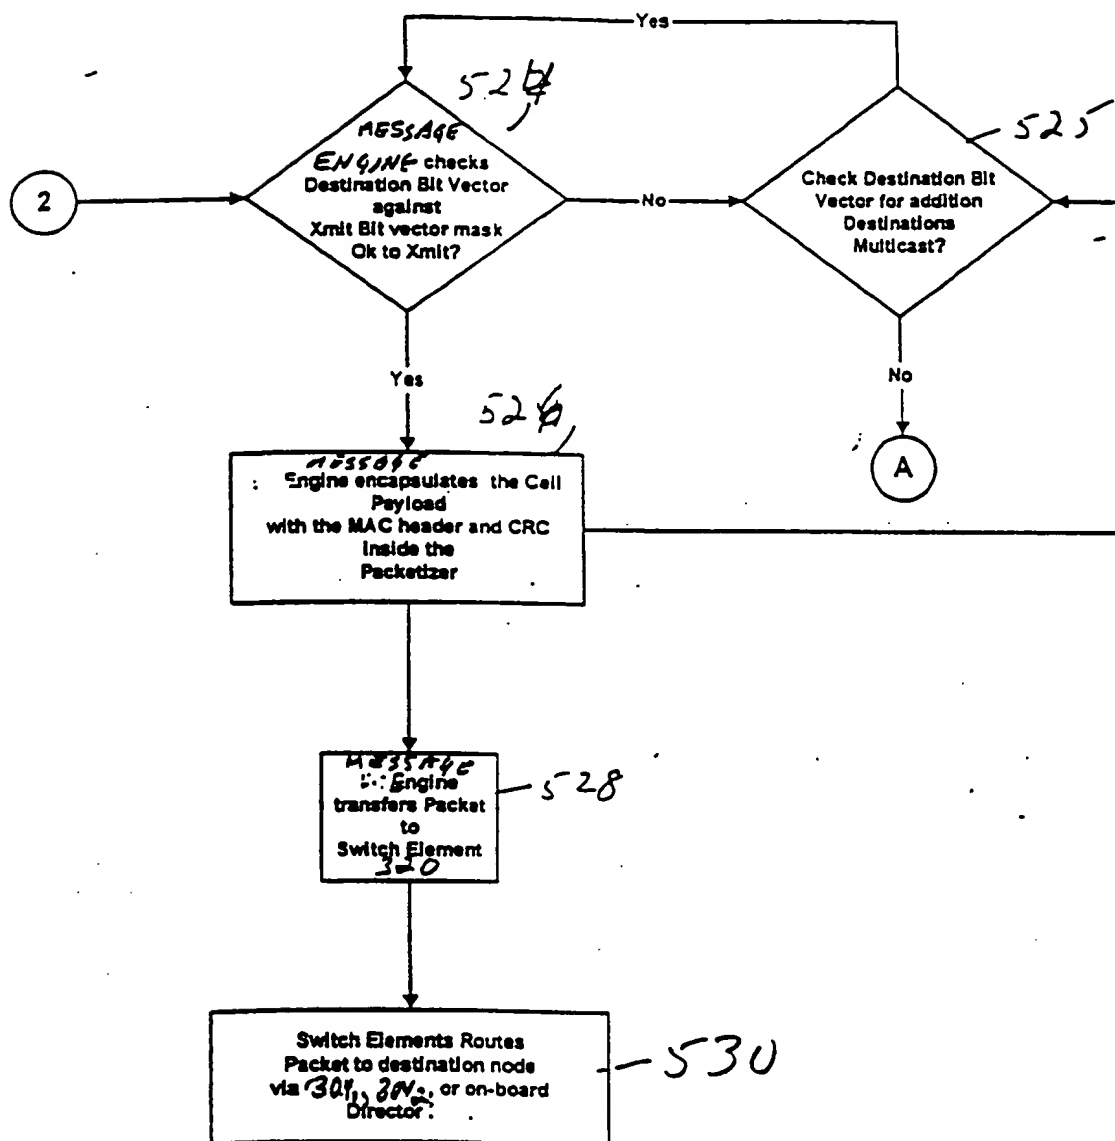 Yes
MESSAGE
ENGINE checks
Destination Bit Vector
against
Xmit Bit vector mask
Ok to Xmit?
2
No
525
Check Destination Bit
Vector for addition
Destinations
Multicast?
Yes
No
A
MESSAGE
Engine encapsulates the Cell
Payload
with the MAC header and CRC
Inside the
Packetizer
MESSAGE
Engine
transfers Packet
to
Switch Element
320
528
Switch Elements Routes
Packet to destination node
via or on-board
Director.
530